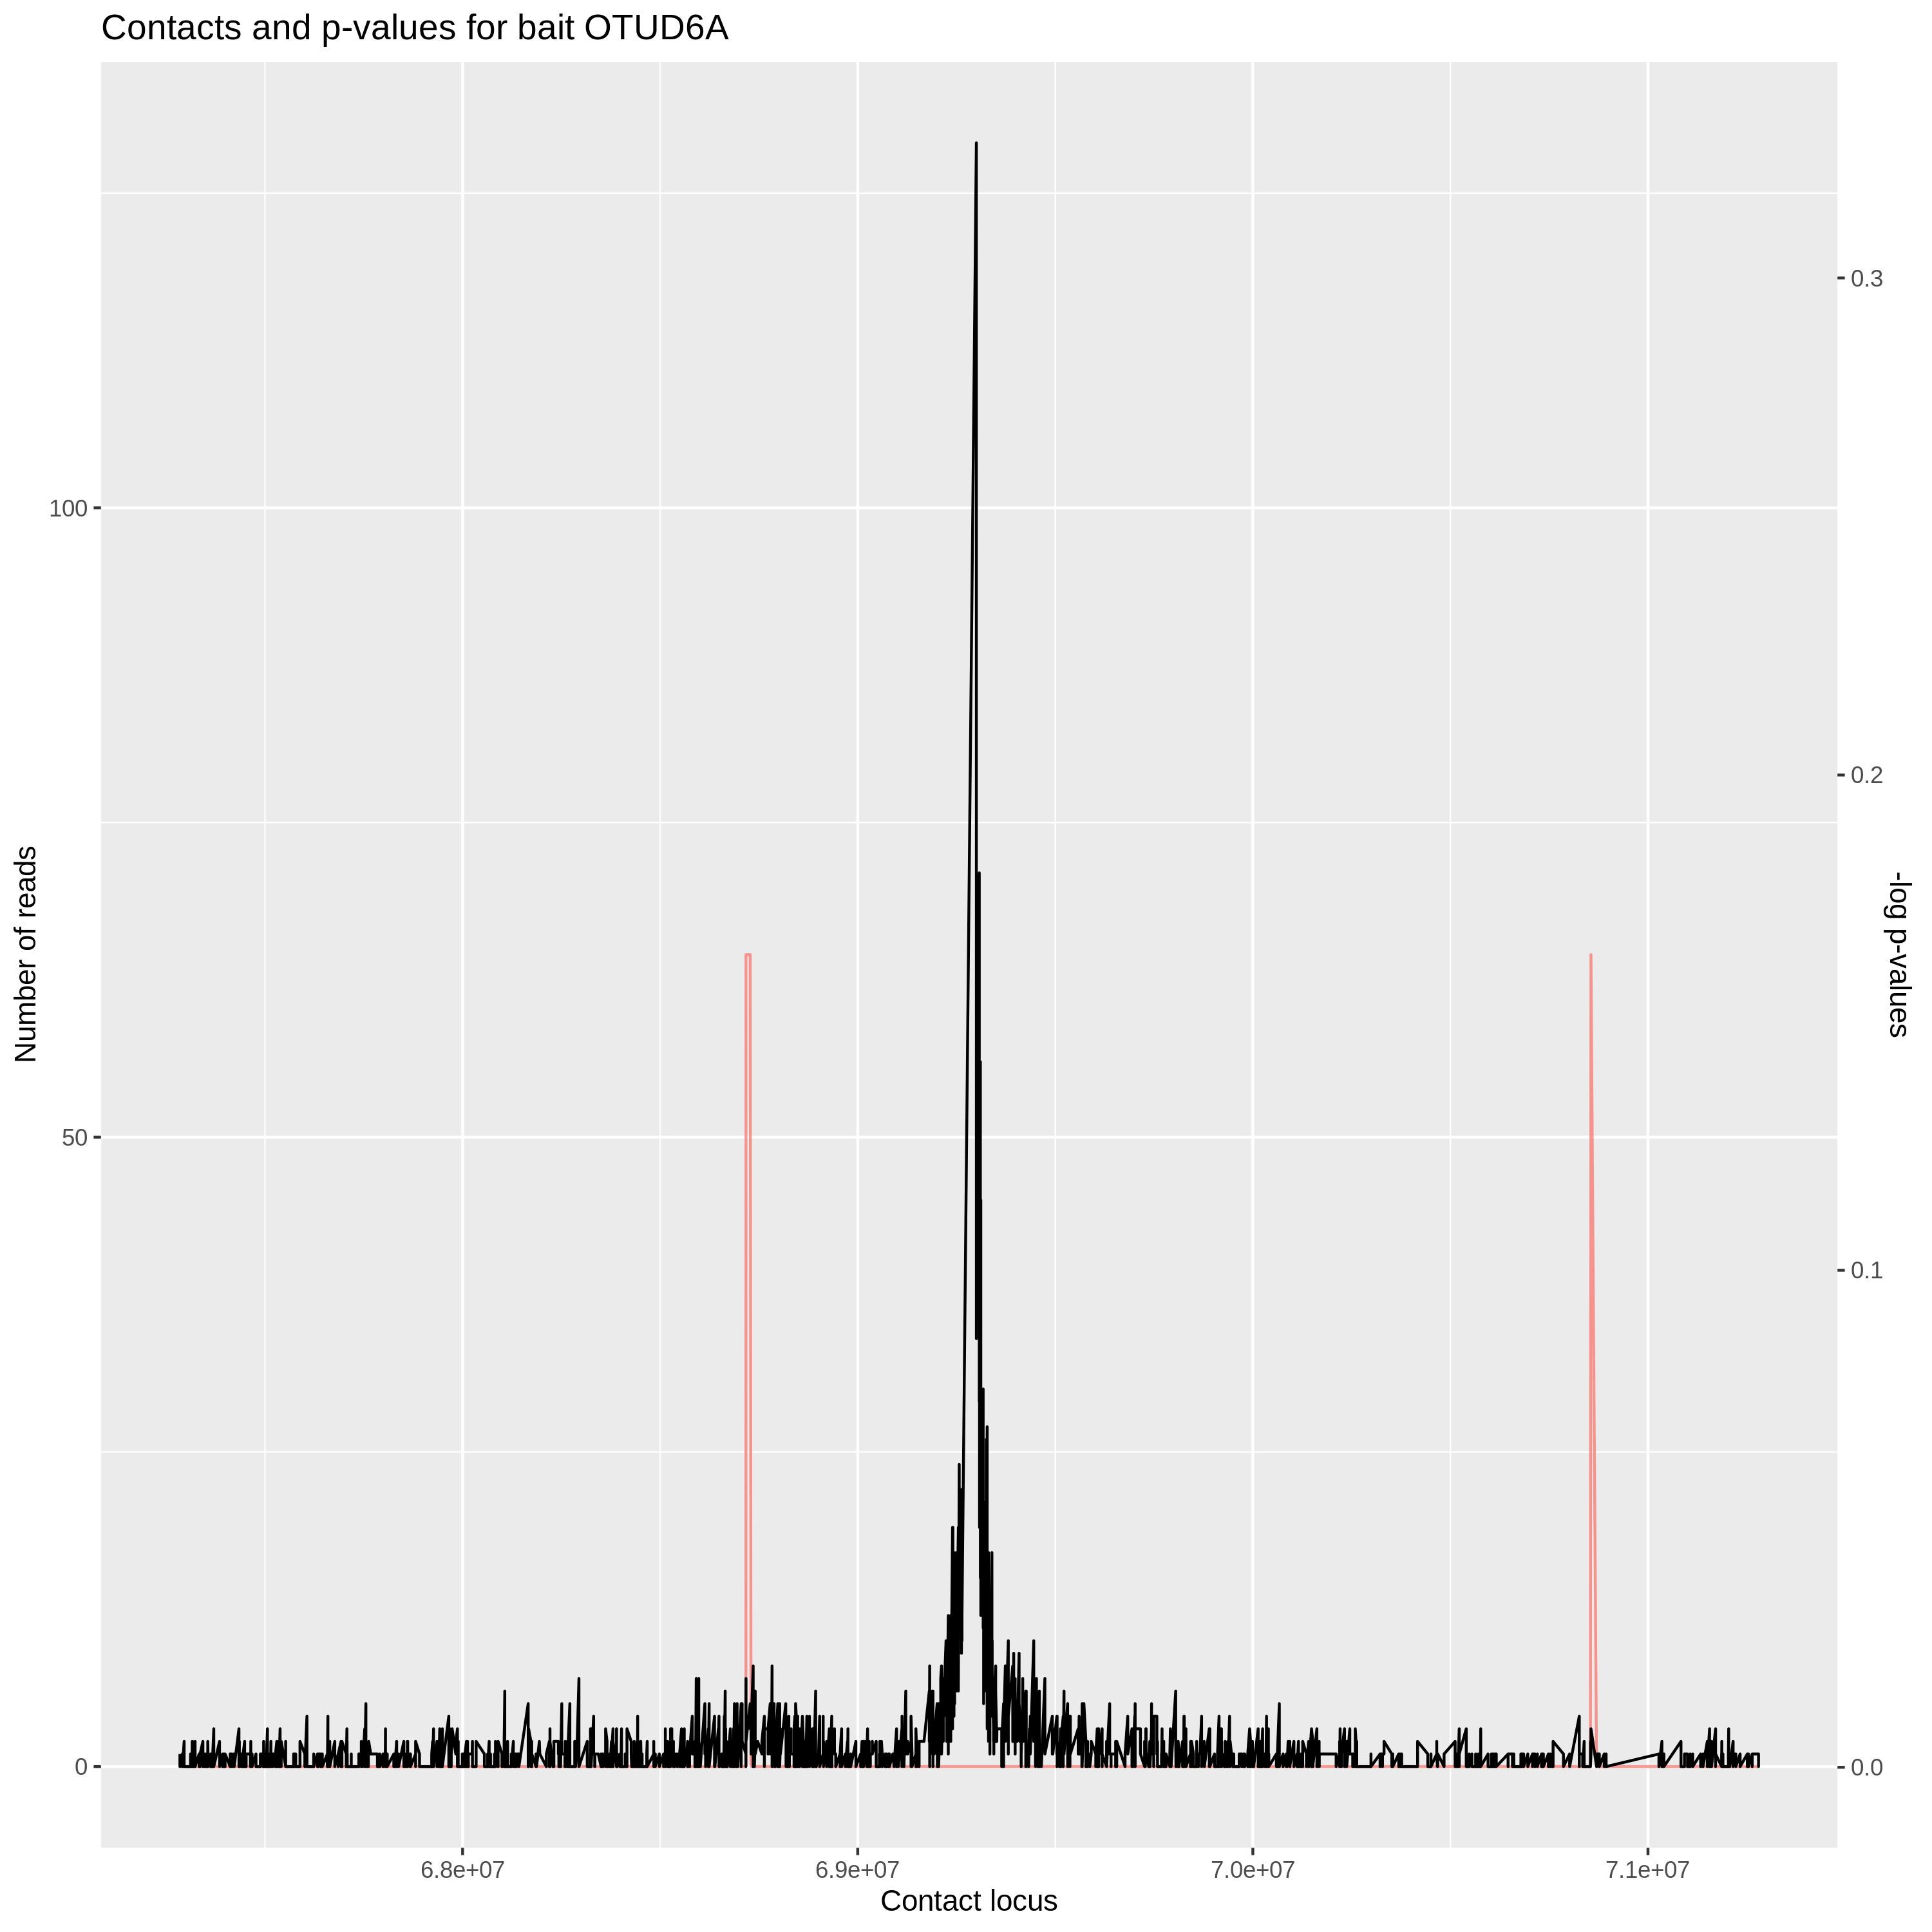 Contacts and p-values for bait OTUD6A
Number of reads
100
50
0
0.3
0.2
0.1
0.0
-log p-values
6.8e+07
6.9e+07
7.0e+07
7.1e+07
Contact locus